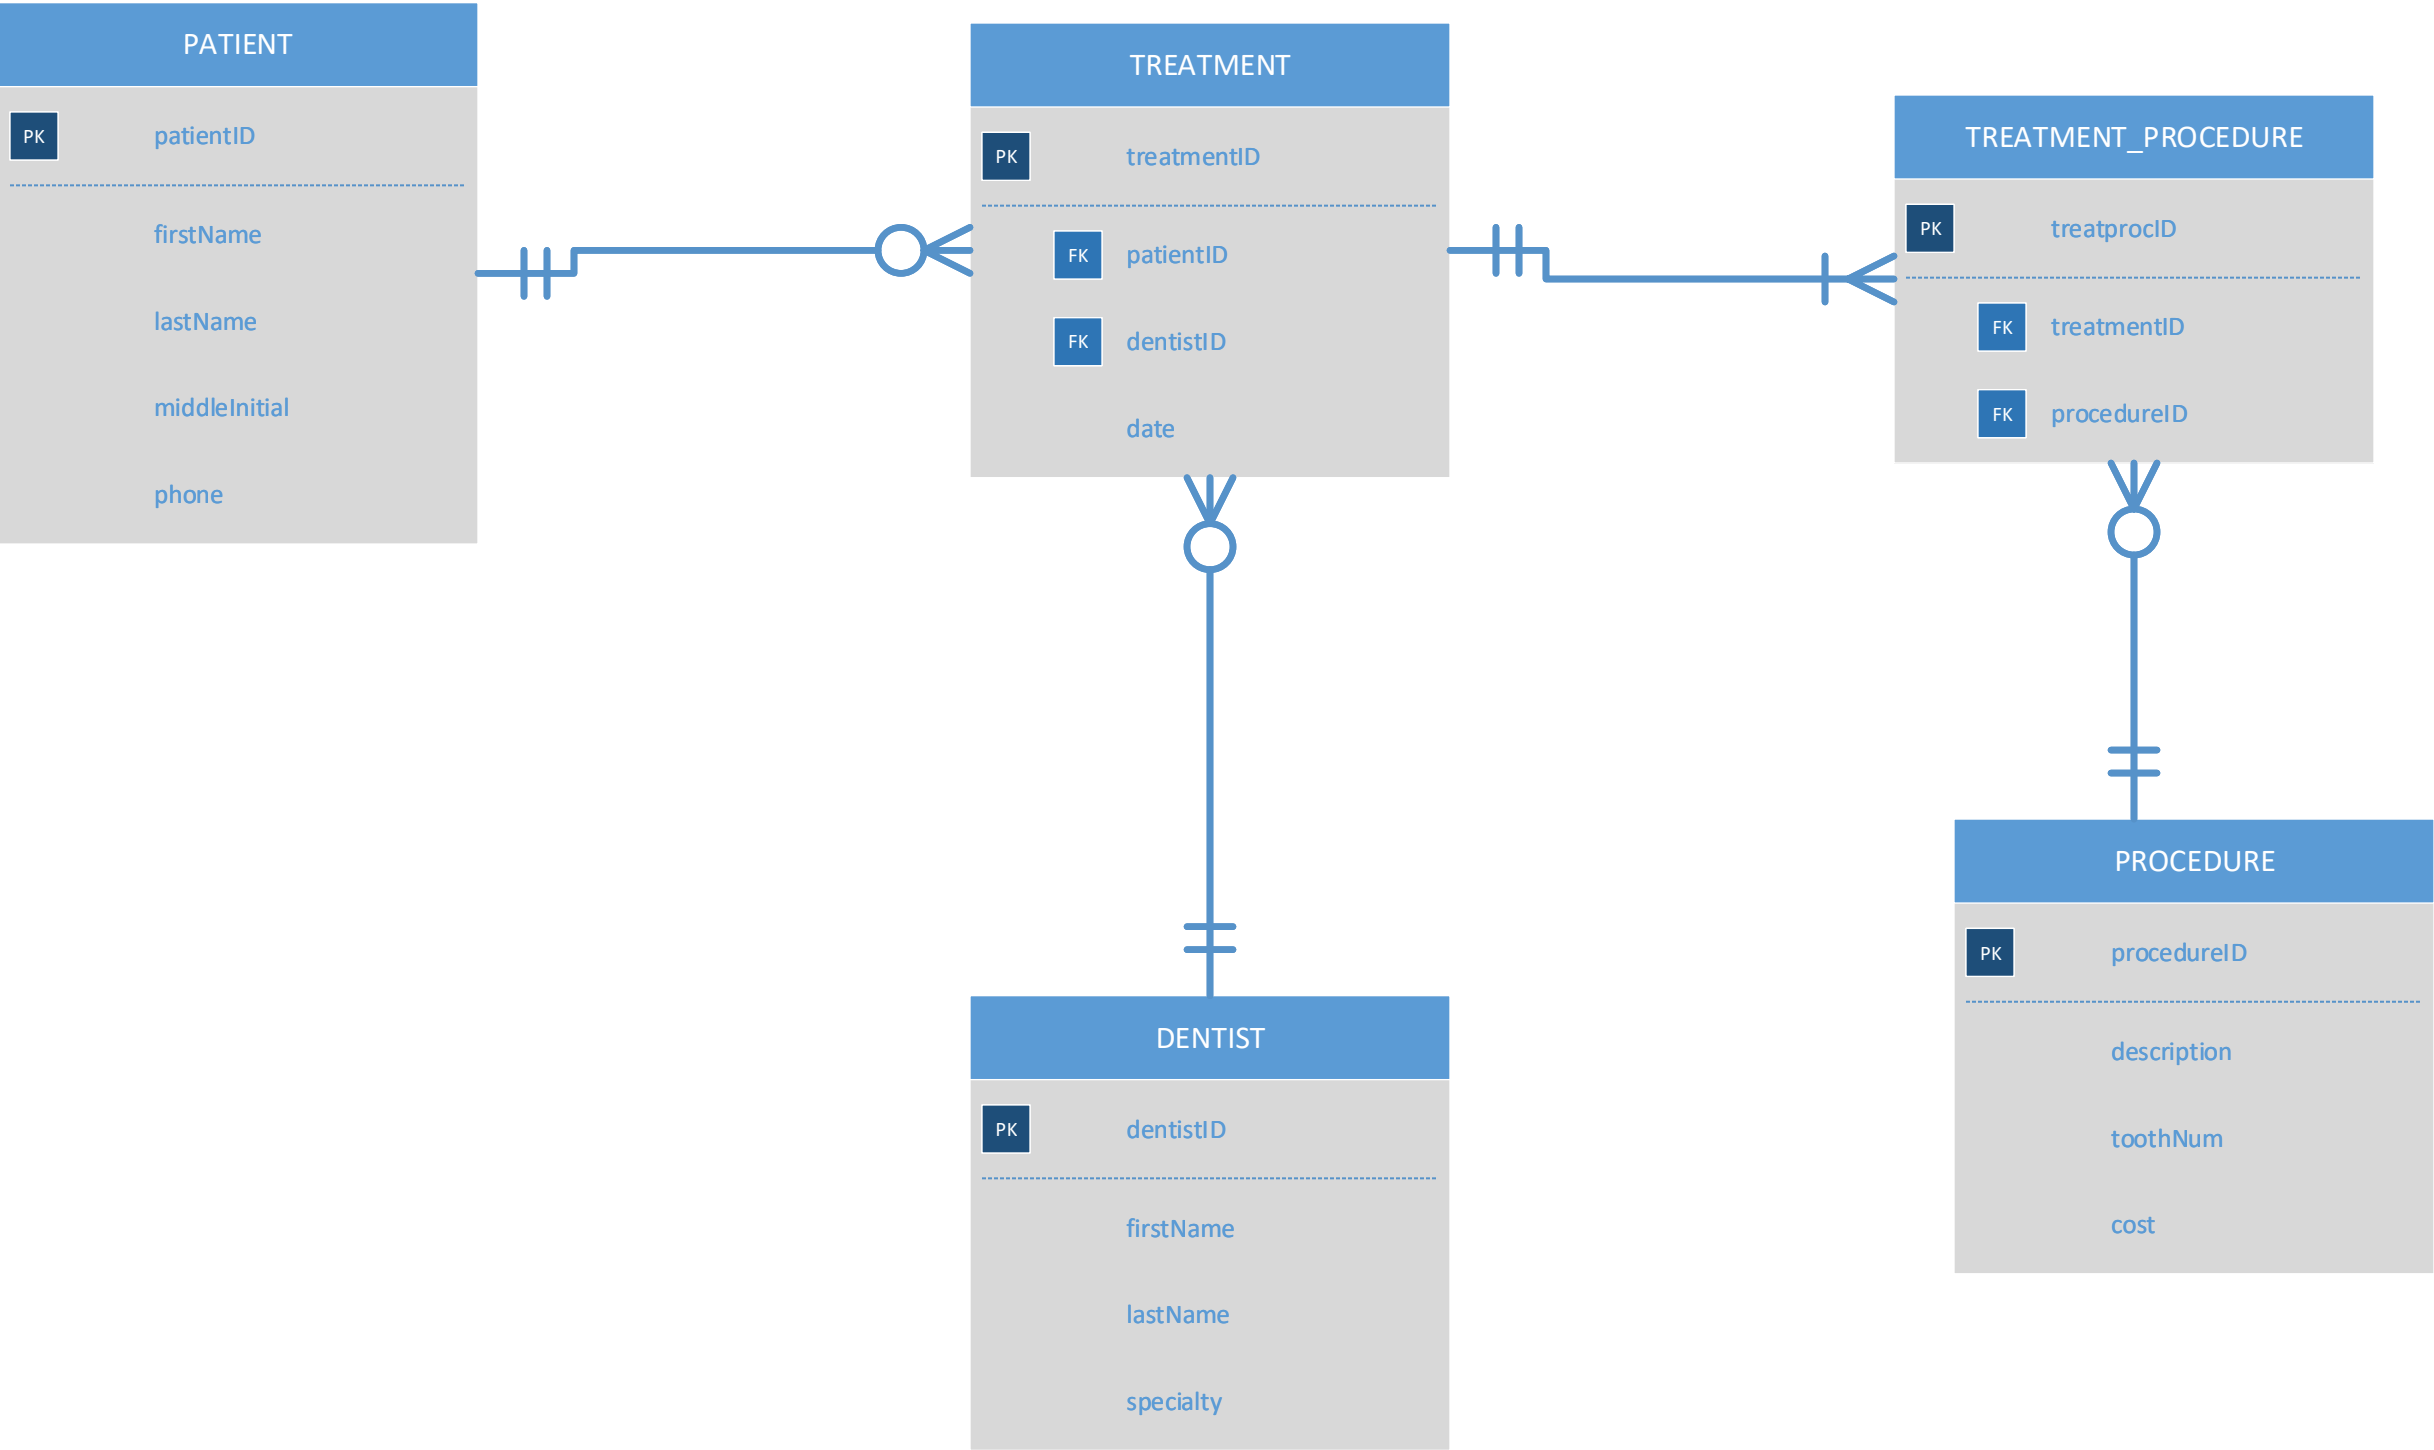 PATIENT
PK patientID
firstName
lastName
middleInitial
phone
TREATMENT
PK treatmentID
FK patientID
FK dentistID
date
TREATMENT_PROCEDURE
PK treatprocID
FK treatmentID
FK procedureID
DENTIST
PK dentistID
firstName
lastName
specialty
PROCEDURE
PK procedureID
description
toothNum
cost